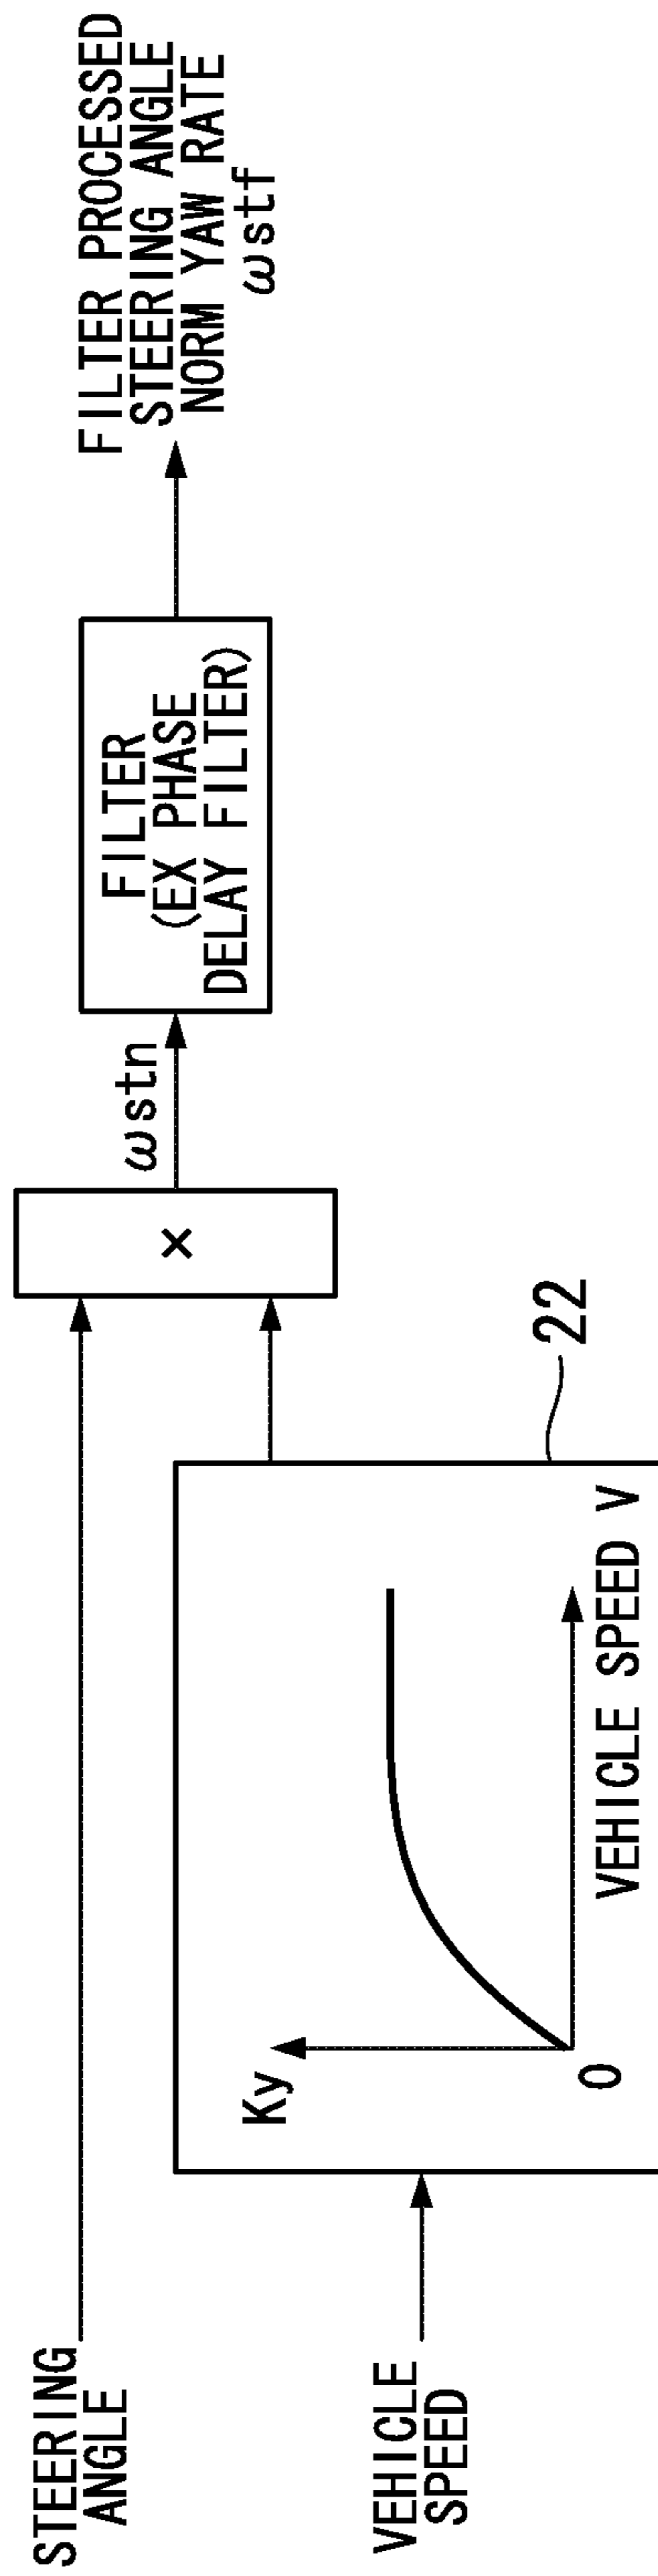 STEERING
ANGLE
VEHICLE
SPEED
Ky
0
VEHICLE SPEED V
22
×
ωstn
FILTER
(EX PHASE
DELAY FILTER)
FILTER PROCESSED
STEERING ANGLE
NORM YAW RATE
ωstf